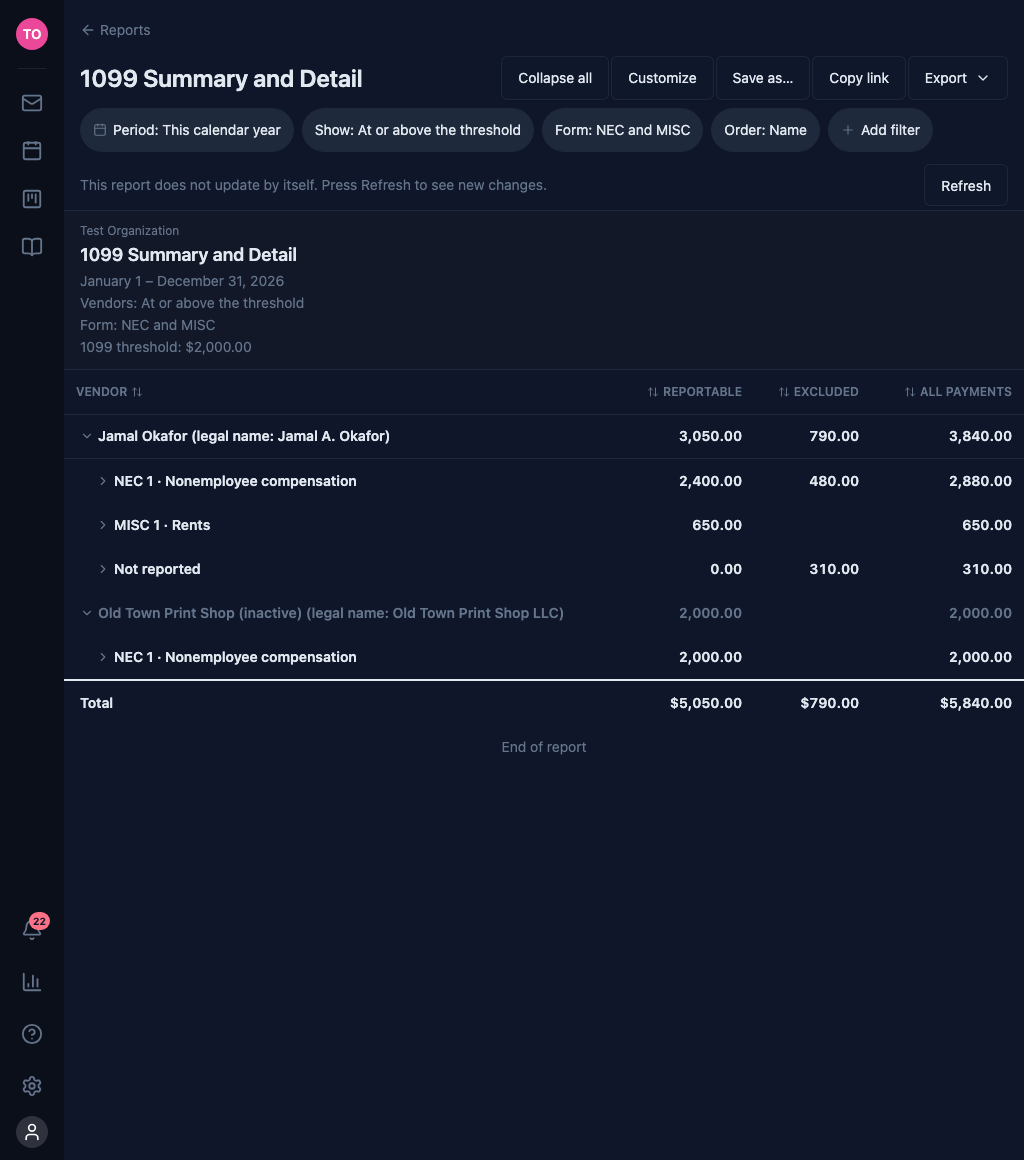 TO
Reports
1099 Summary and Detail
Collapse all
Customize
Save as...
Copy link
Export
Period: This calendar year
Show: At or above the threshold
Form: NEC and MISC
Order: Name
Add filter
This report does not update by itself. Press Refresh to see new changes.
Refresh
Test Organization
1099 Summary and Detail
January 1 – December 31, 2026
Vendors: At or above the threshold
Form: NEC and MISC
1099 threshold: $2,000.00
VENDOR REPORTABLE EXCLUDED ALL PAYMENTS
Jamal Okafor (legal name: Jamal A. Okafor) 3,050.00 790.00 3,840.00
NEC 1 · Nonemployee compensation 2,400.00 480.00 2,880.00
MISC 1 · Rents 650.00 650.00
Not reported 0.00 310.00 310.00
Old Town Print Shop (inactive) (legal name: Old Town Print Shop LLC) 2,000.00 2,000.00
NEC 1 · Nonemployee compensation 2,000.00 2,000.00
Total $5,050.00 $790.00 $5,840.00
End of report
22